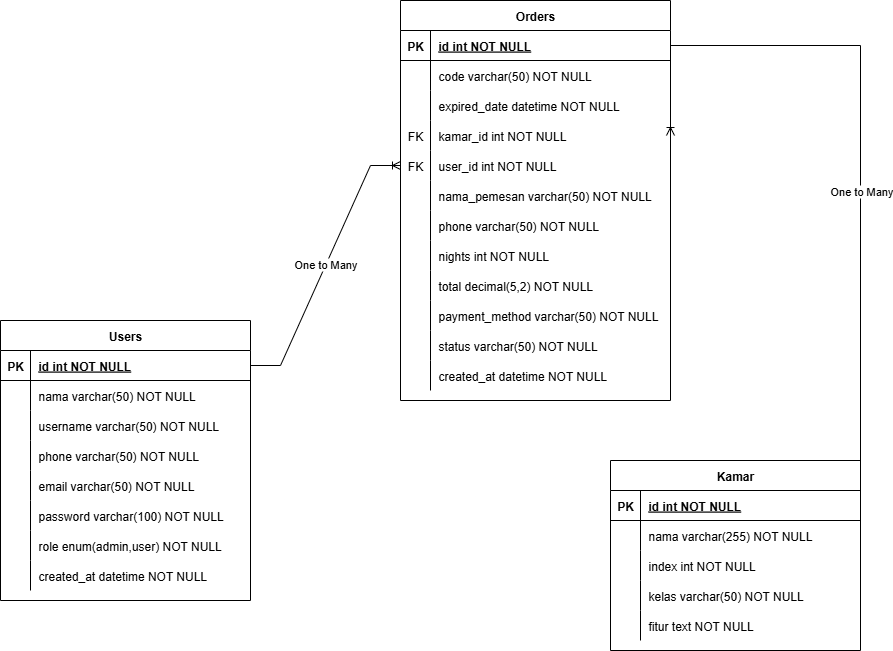 Orders
PK id int NOT NULL
code varchar(50) NOT NULL
expired_date datetime NOT NULL
FK kamar_id int NOT NULL
FK user_id int NOT NULL
nama_pemesan varchar(50) NOT NULL
phone varchar(50) NOT NULL
nights int NOT NULL
total decimal(5,2) NOT NULL
payment_method varchar(50) NOT NULL
status varchar(50) NOT NULL
created_at datetime NOT NULL
One to Many
One to Many
Users
PK id int NOT NULL
nama varchar(50) NOT NULL
username varchar(50) NOT NULL
phone varchar(50) NOT NULL
email varchar(50) NOT NULL
password varchar(100) NOT NULL
role enum(admin,user) NOT NULL
created_at datetime NOT NULL
Kamar
PK id int NOT NULL
nama varchar(255) NOT NULL
index int NOT NULL
kelas varchar(50) NOT NULL
fitur text NOT NULL